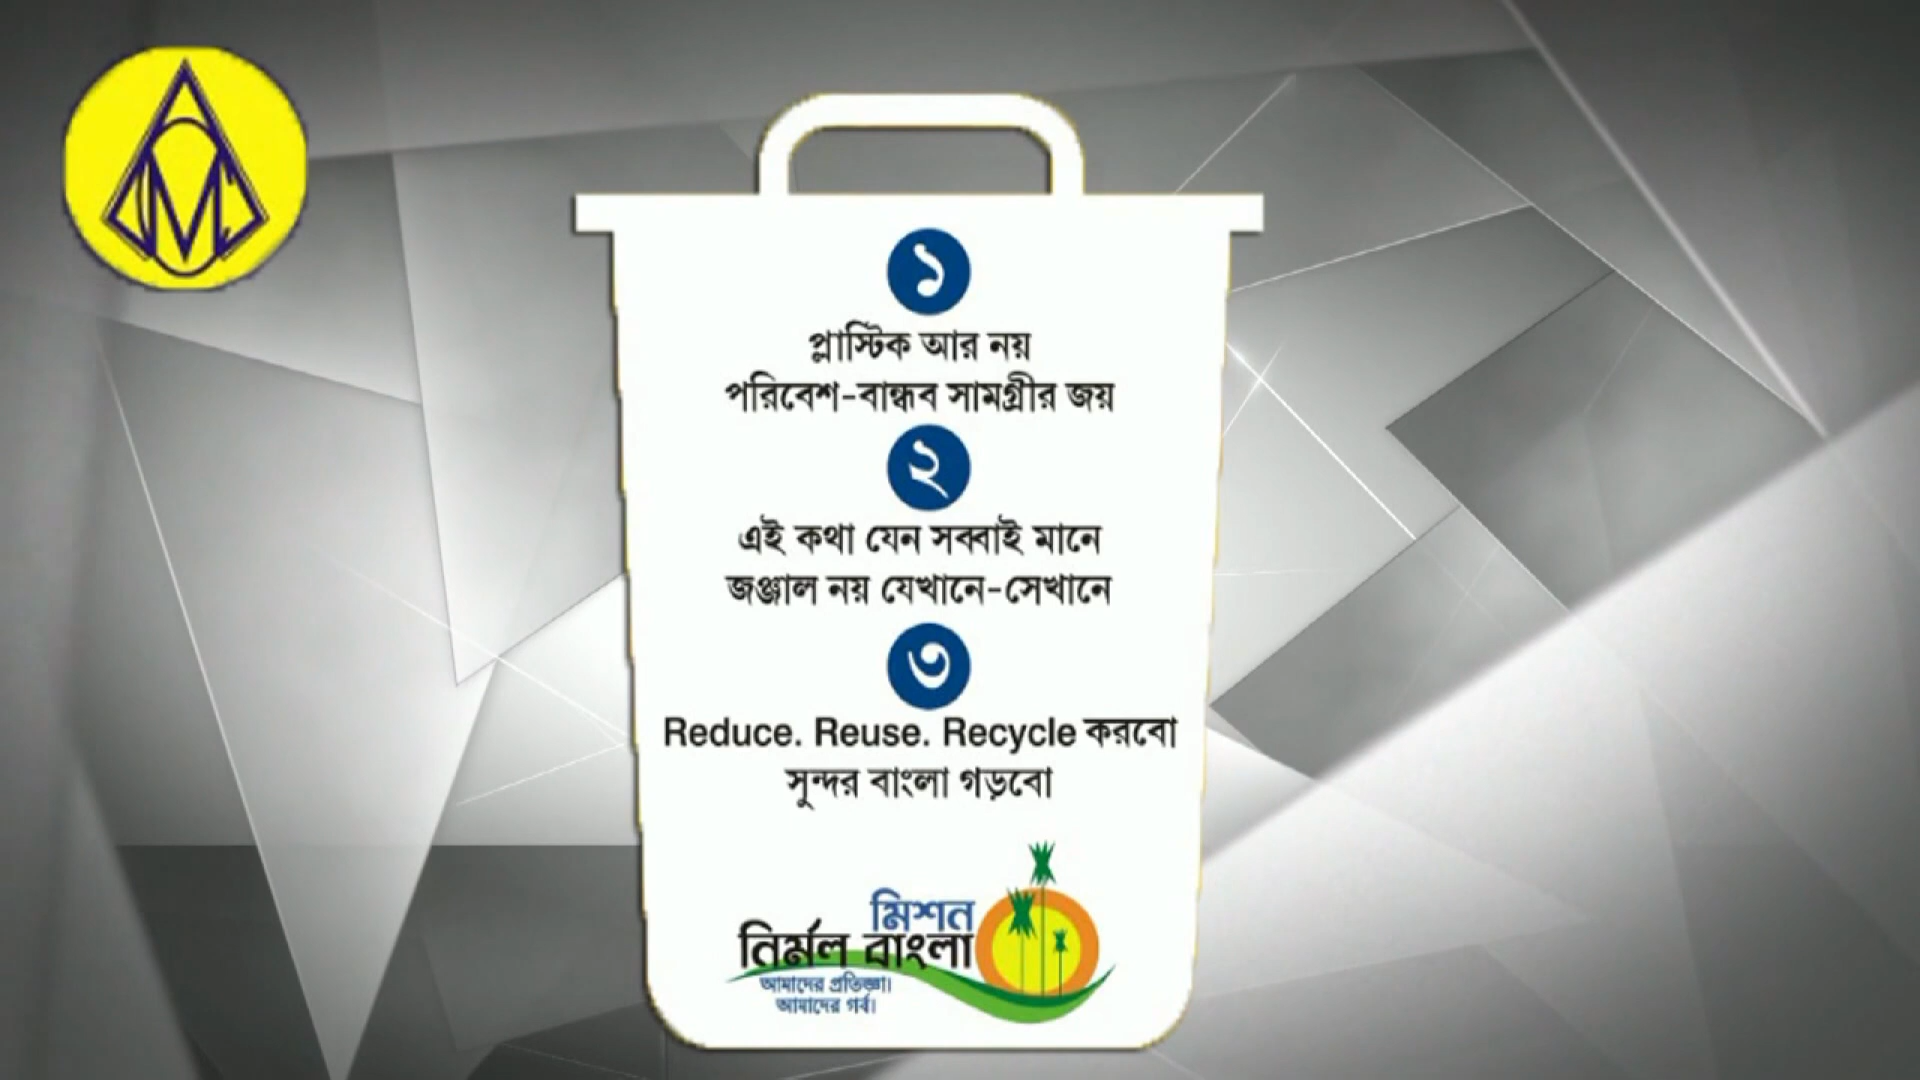 ১
প্লাস্টিক আর নয়
পরিবেশ-বান্ধব সামগ্রীর জয়
২
এই কথা যেন সব্বাই মানে
জঞ্জাল নয় যেখানে-সেখানে
৩
Reduce. Reuse. Recycle করবো
সুন্দর বাংলা গড়বো
মিশন
নির্মল বাংলা
আমাদের প্রতিজ্ঞা।
আমাদের গর্ব।